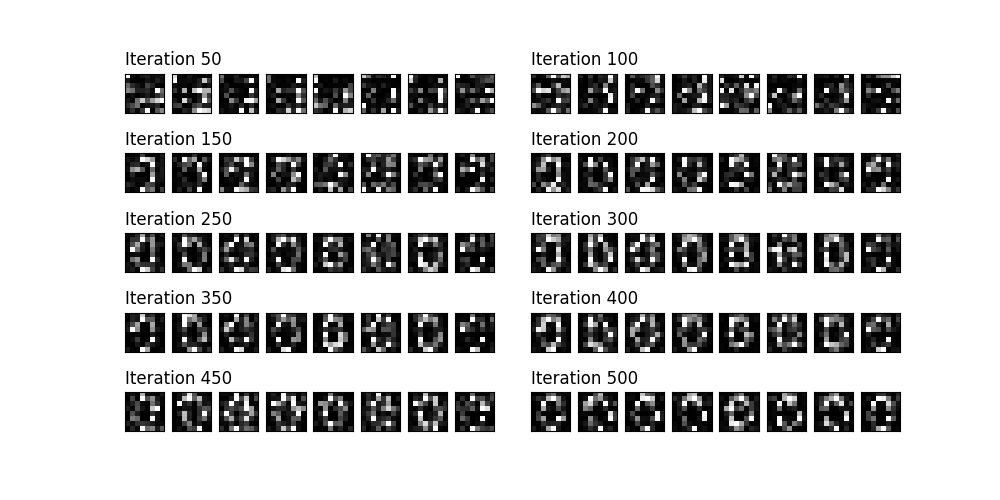 Iteration 50
Iteration 100
Iteration 150
Iteration 200
Iteration 250
Iteration 300
Iteration 350
Iteration 400
Iteration 450
Iteration 500